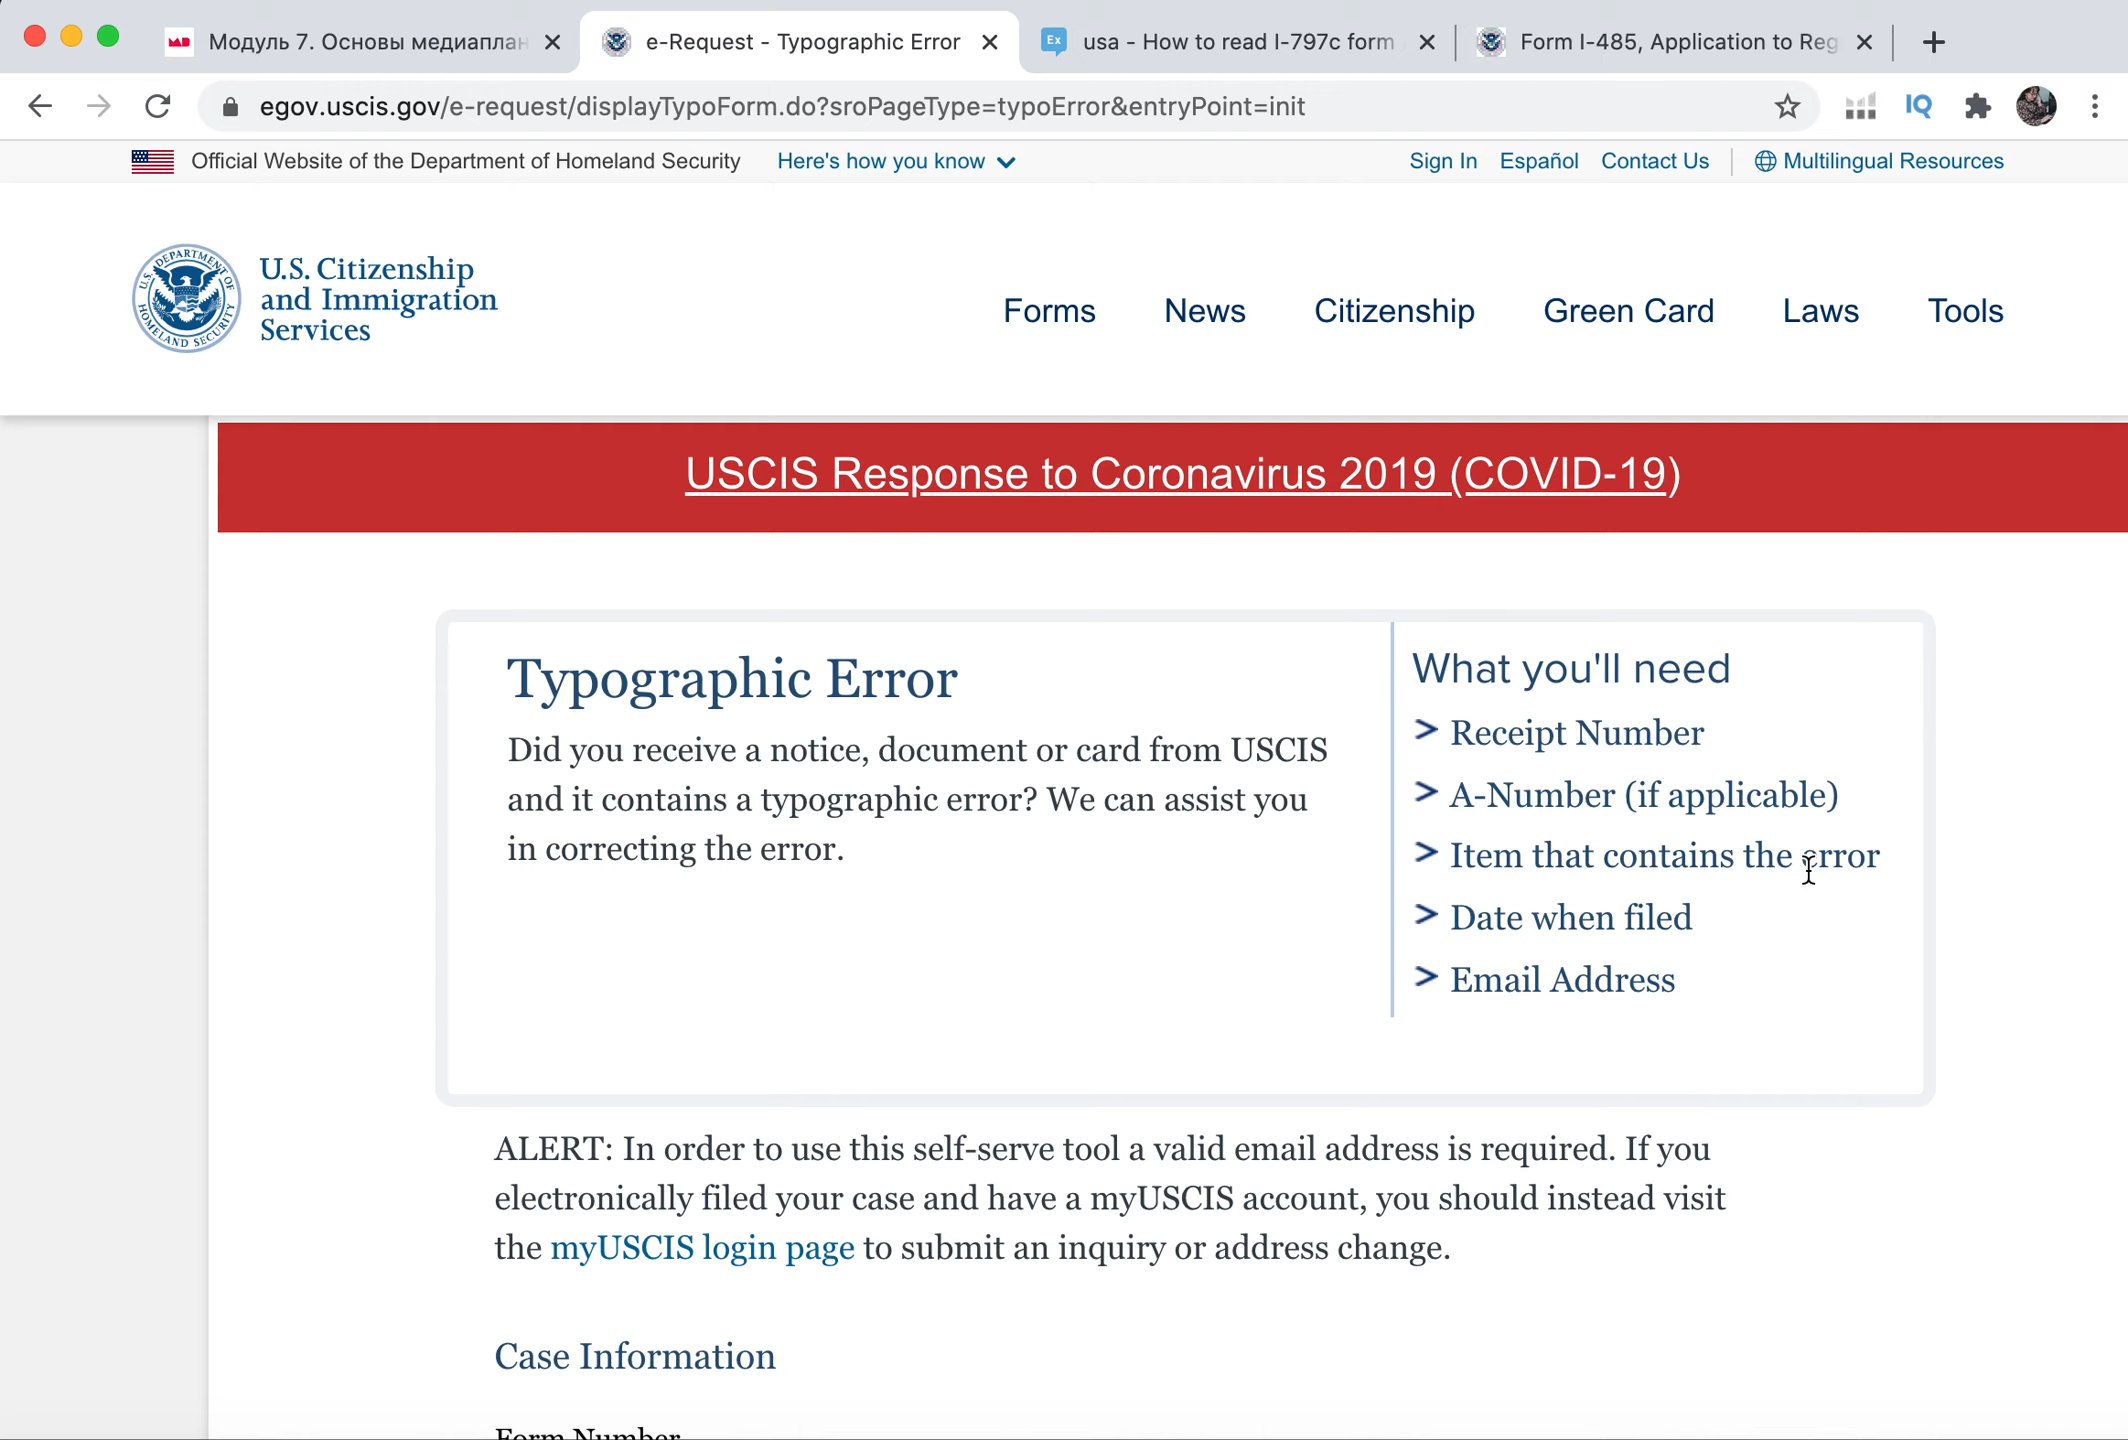 Модуль 7. Основы медиаплан
e-Request - Typographic Error
Ex
usa - How to read I-797c form
Form I-485, Application to Reg
egov.uscis.gov/e-request/displayTypoForm.do?sroPageType=typoError&entryPoint=init
IQ
Official Website of the Department of Homeland Security
Here's how you know
Sign In
Español
Contact Us
Multilingual Resources
U.S. DEPARTMENT OF HOMELAND SECURITY
U.S. Citizenship
and Immigration
Services
Forms
News
Citizenship
Green Card
Laws
Tools
USCIS Response to Coronavirus 2019 (COVID-19)
Typographic Error
Did you receive a notice, document or card from USCIS
and it contains a typographic error? We can assist you
in correcting the error.
What you'll need
> Receipt Number
> A-Number (if applicable)
> Item that contains the error
> Date when filed
> Email Address
ALERT: In order to use this self-serve tool a valid email address is required. If you
electronically filed your case and have a myUSCIS account, you should instead visit
the myUSCIS login page to submit an inquiry or address change.
Case Information
Form Number